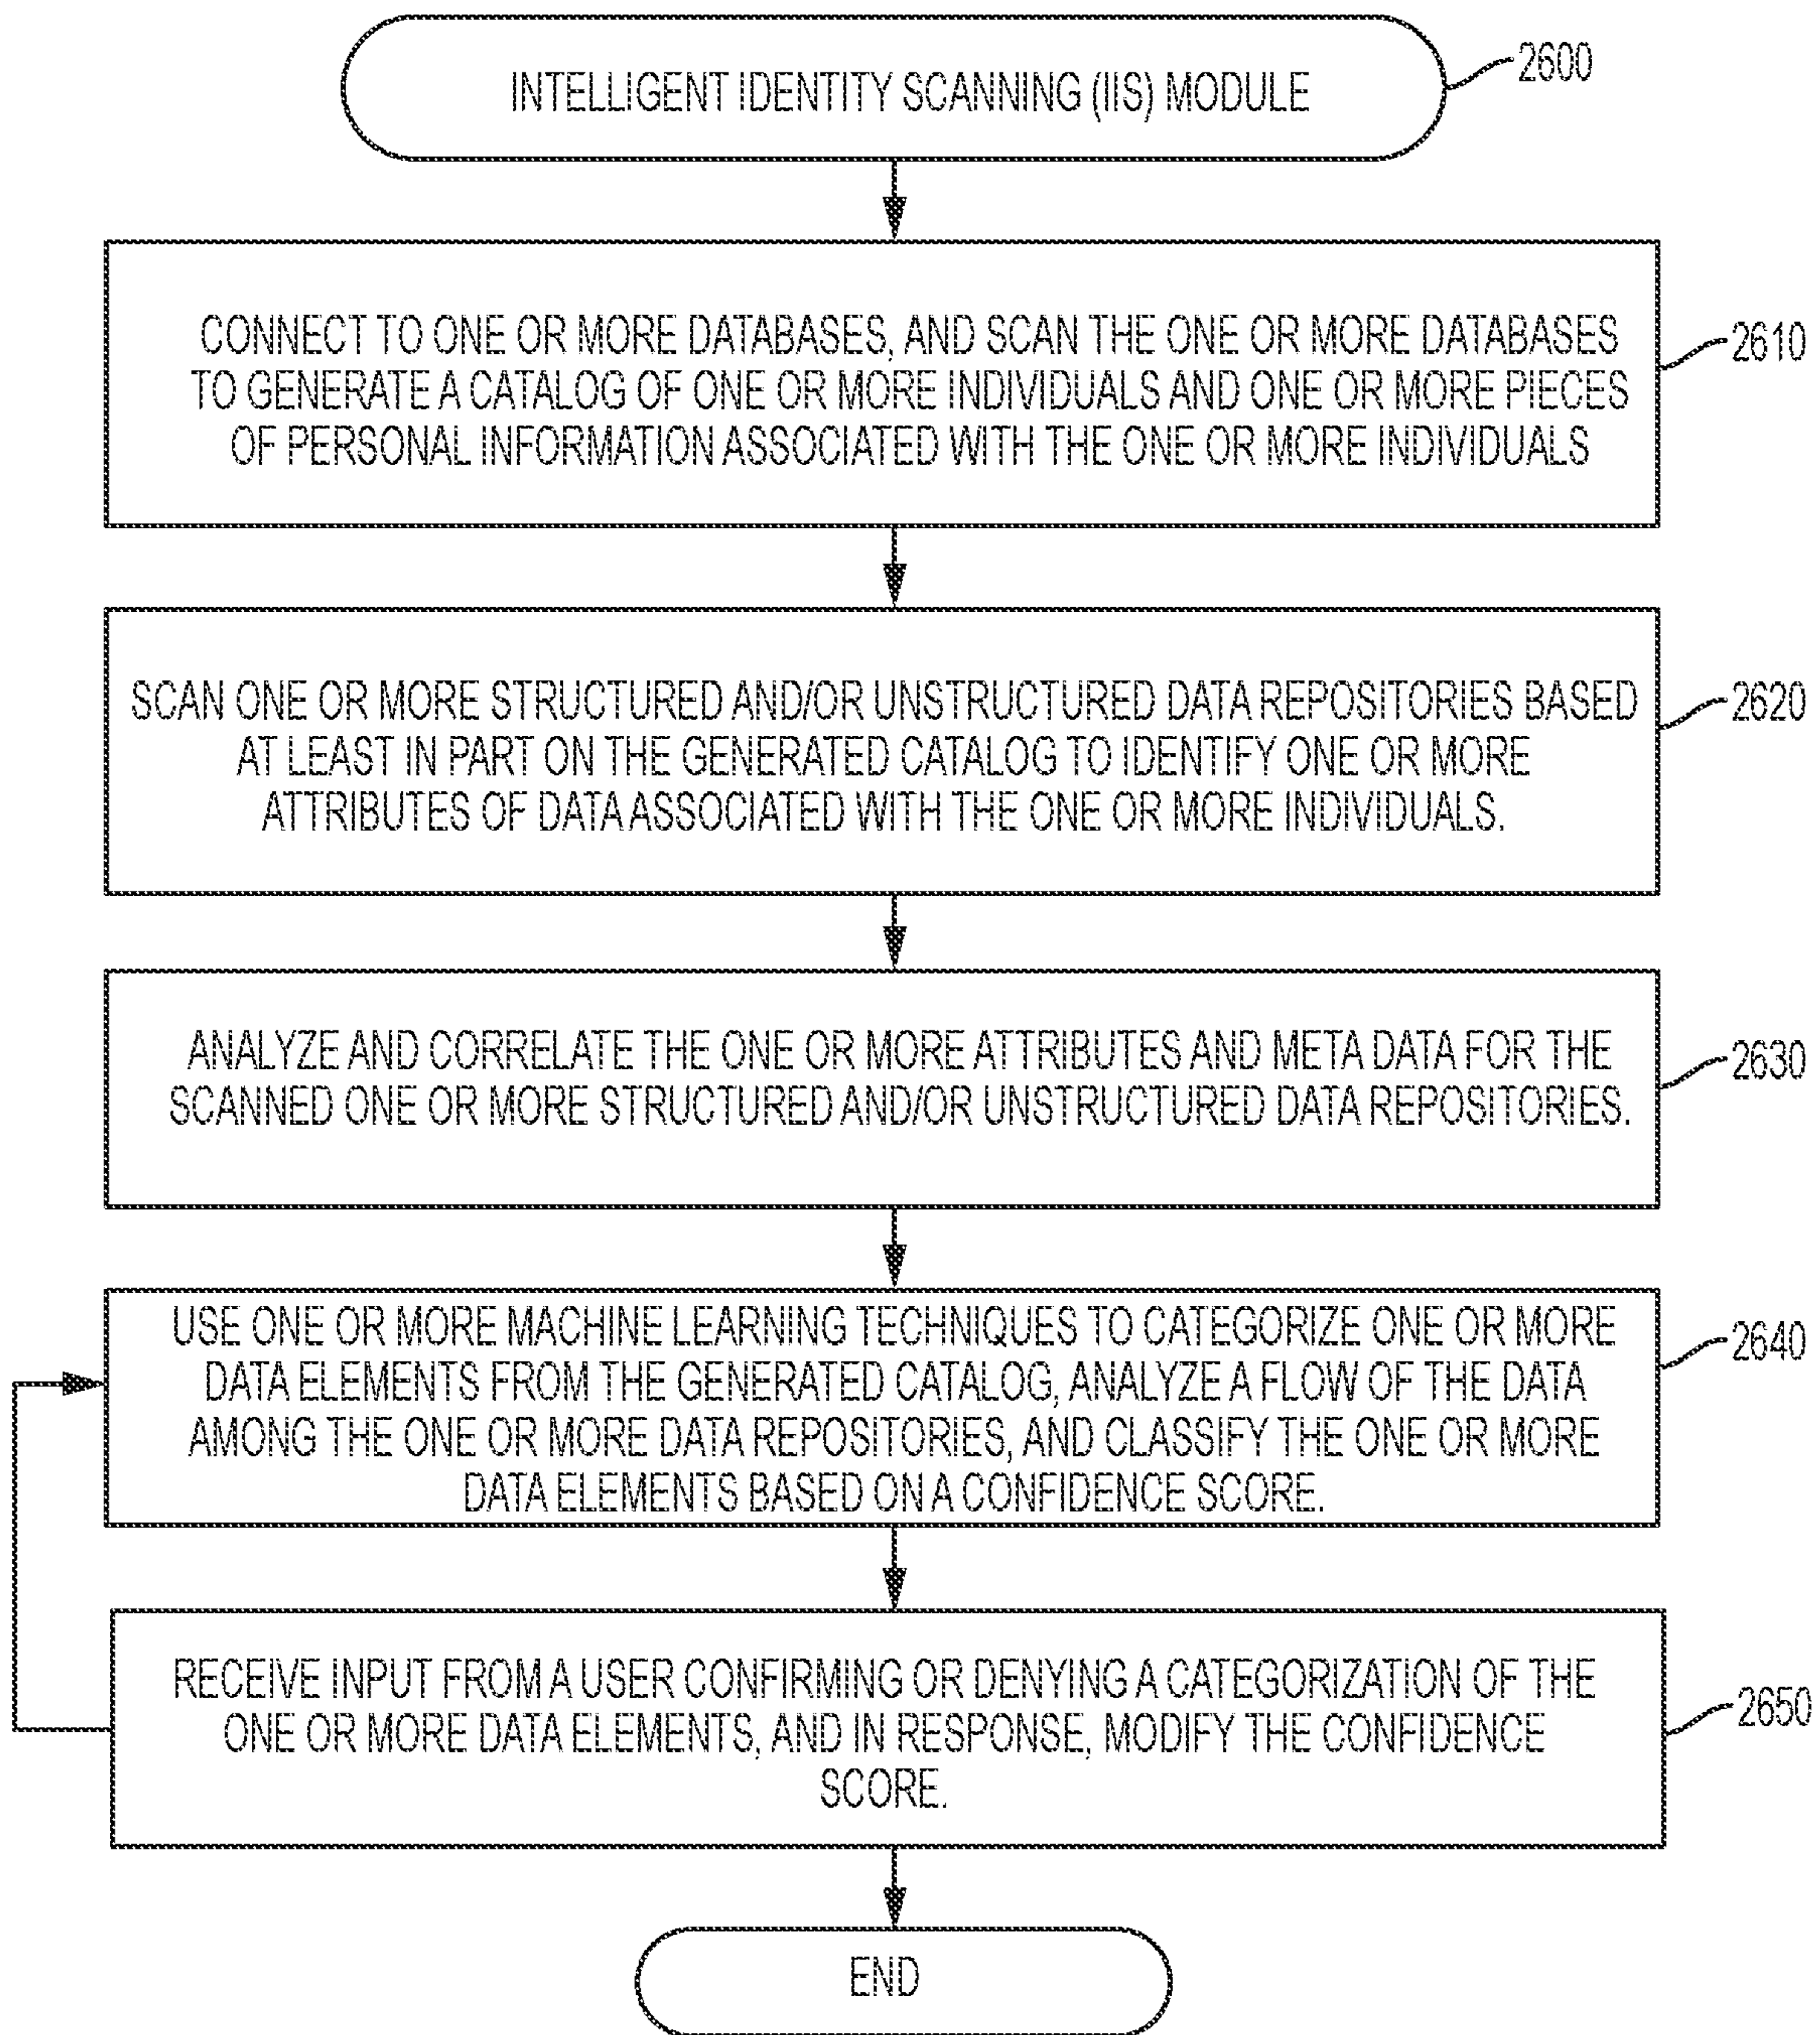 INTELLIGENT IDENTITY SCANNING (IIS) MODULE
2600
CONNECT TO ONE OR MORE DATABASES, AND SCAN THE ONE OR MORE DATABASES
TO GENERATE A CATALOG OF ONE OR MORE INDIVIDUALS AND ONE OR MORE PIECES
OF PERSONAL INFORMATION ASSOCIATED WITH THE ONE OR MORE INDIVIDUALS
2610
SCAN ONE OR MORE STRUCTURED AND/OR UNSTRUCTURED DATA REPOSITORIES BASED
AT LEAST IN PART ON THE GENERATED CATALOG TO IDENTIFY ONE OR MORE
ATTRIBUTES OF DATA ASSOCIATED WITH THE ONE OR MORE INDIVIDUALS.
2620
ANALYZE AND CORRELATE THE ONE OR MORE ATTRIBUTES AND META DATA FOR THE
SCANNED ONE OR MORE STRUCTURED AND/OR UNSTRUCTURED DATA REPOSITORIES.
2630
USE ONE OR MORE MACHINE LEARNING TECHNIQUES TO CATEGORIZE ONE OR MORE
DATA ELEMENTS FROM THE GENERATED CATALOG, ANALYZE A FLOW OF THE DATA
AMONG THE ONE OR MORE DATA REPOSITORIES, AND CLASSIFY THE ONE OR MORE
DATA ELEMENTS BASED ON A CONFIDENCE SCORE.
2640
RECEIVE INPUT FROM A USER CONFIRMING OR DENYING A CATEGORIZATION OF THE
ONE OR MORE DATA ELEMENTS, AND IN RESPONSE, MODIFY THE CONFIDENCE
SCORE.
2650
END